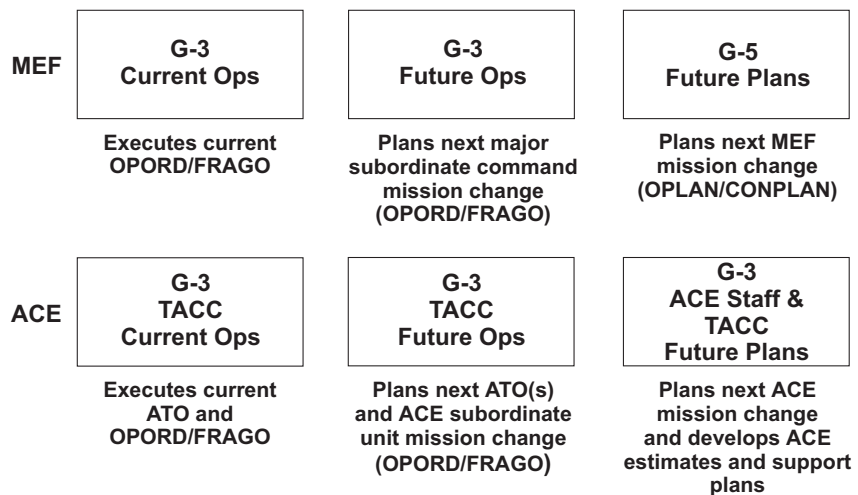 MEF
G-3
Current Ops
G-3
Future Ops
G-5
Future Plans
Executes current
OPORD/FRAGO
Plans next major
subordinate command
mission change
(OPORD/FRAGO)
Plans next MEF
mission change
(OPLAN/CONPLAN)
ACE
G-3
TACC
Current Ops
G-3
TACC
Future Ops
G-3
ACE Staff &
TACC
Future Plans
Executes current
ATO and
OPORD/FRAGO
Plans next ATO(s)
and ACE subordinate
unit mission change
(OPORD/FRAGO)
Plans next ACE
mission change
and develops ACE
estimates and support
plans